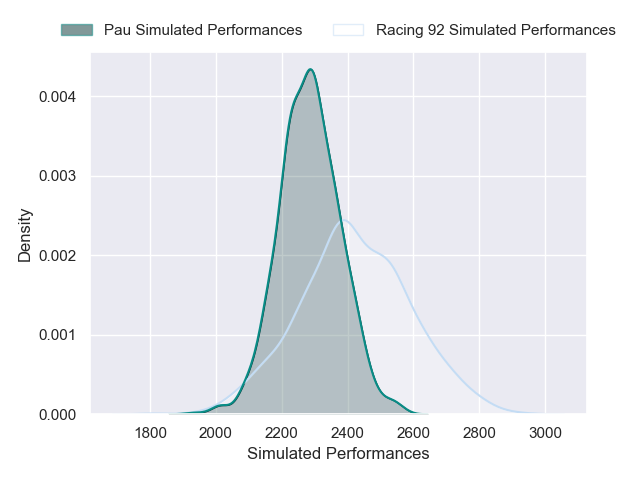 Pau Simulated Performances Racing 92 Simulated Performances
0.004
0.003
0.002
0.001
0.000
Density
1800 2000 2200 2400 2600 2800 3000
Simulated Performances